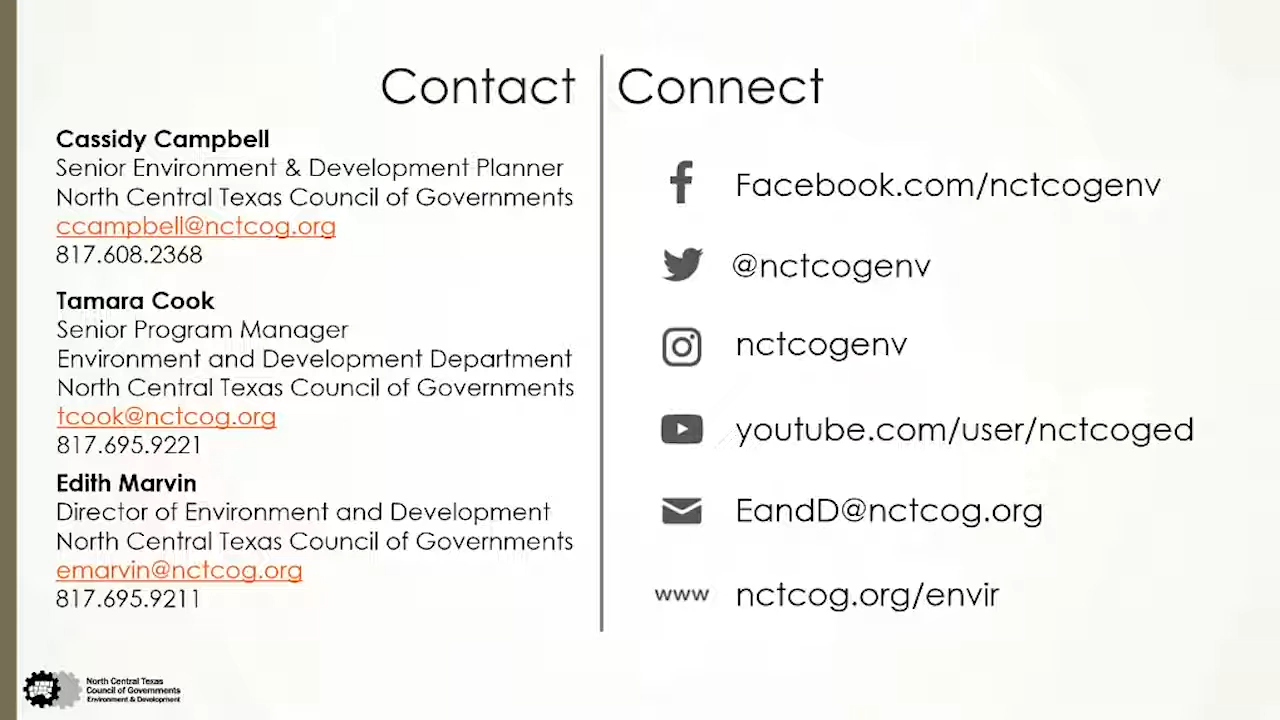 Contact
Cassidy Campbell
Senior Environment & Development Planner
North Central Texas Council of Governments
ccampbell@nctcog.org
817.608.2368
Tamara Cook
Senior Program Manager
Environment and Development Department
North Central Texas Council of Governments
tcook@nctcog.org
817.695.9221
Edith Marvin
Director of Environment and Development
North Central Texas Council of Governments
emarvin@nctcog.org
817.695.9211
Connect
Facebook.com/nctcogenv
@nctcogenv
nctcogenv
youtube.com/user/nctcoged
EandD@nctcog.org
www nctcog.org/envir
North Central Texas
Council of Governments
Environment & Development